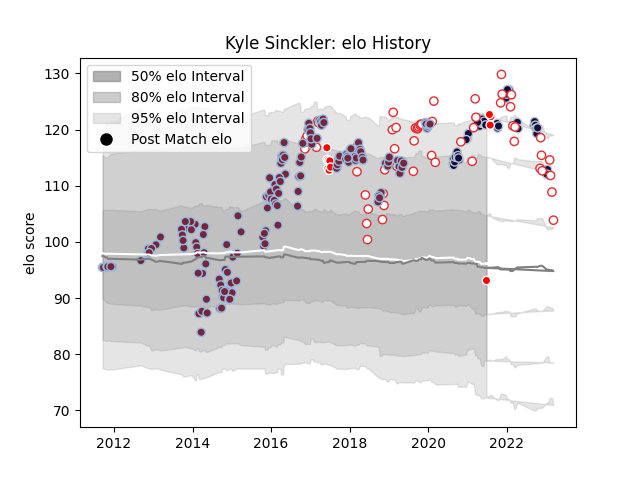 Kyle Sinckler: elo History
50% elo Interval
80% elo Interval
95% elo Interval
Post Match elo
elo score
130
120
110
100
90
80
70
2012
2014
2016
2018
2020
2022